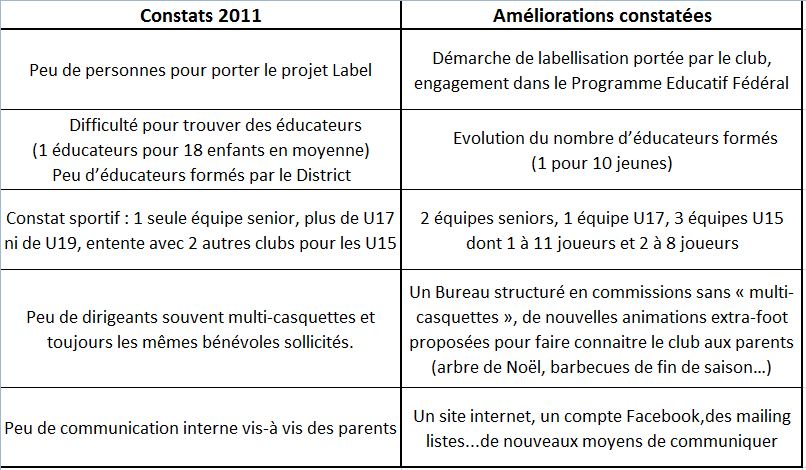 Constats 2011
Améliorations constatées
Peu de personnes pour porter le projet Label
Démarche de labellisation portée par le club,
engagement dans le Programme Educatif Fédéral
Difficulté pour trouver des éducateurs
(1 éducateurs pour 18 enfants en moyenne)
Peu d’éducateurs formés par le District
Evolution du nombre d’éducateurs formés
(1 pour 10 jeunes)
Constat sportif : 1 seule équipe senior, plus de U17
ni de U19, entente avec 2 autres clubs pour les U15
2 équipes seniors, 1 équipe U17, 3 équipes U15
dont 1 à 11 joueurs et 2 à 8 joueurs
Peu de dirigeants souvent multi-casquettes et
toujours les mêmes bénévoles sollicités.
Un Bureau structuré en commissions sans « multi-
casquettes », de nouvelles animations extra-foot
proposées pour faire connaitre le club aux parents
(arbre de Noël, barbecues de fin de saison…)
Peu de communication interne vis-à vis des parents
Un site internet, un compte Facebook,des mailing
listes...de nouveaux moyens de communiquer